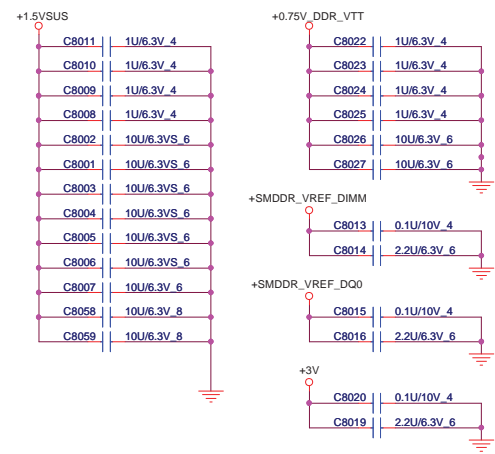 +1.5VSUS
C8011 1U/6.3V_4
C8010 1U/6.3V_4
C8009 1U/6.3V_4
C8008 1U/6.3V_4
C8002 10U/6.3VS_6
C8001 10U/6.3VS_6
C8003 10U/6.3VS_6
C8004 10U/6.3VS_6
C8005 10U/6.3VS_6
C8006 10U/6.3VS_6
C8007 10U/6.3V_6
C8058 10U/6.3V_8
C8059 10U/6.3V_8
+0.75V_DDR_VTT
C8022 1U/6.3V_4
C8023 1U/6.3V_4
C8024 1U/6.3V_4
C8025 1U/6.3V_4
C8026 10U/6.3V_6
C8027 10U/6.3V_6
+SMDDR_VREF_DIMM
C8013 0.1U/10V_4
C8014 2.2U/6.3V_6
+SMDDR_VREF_DQ0
C8015 0.1U/10V_4
C8016 2.2U/6.3V_6
+3V
C8020 0.1U/10V_4
C8019 2.2U/6.3V_6